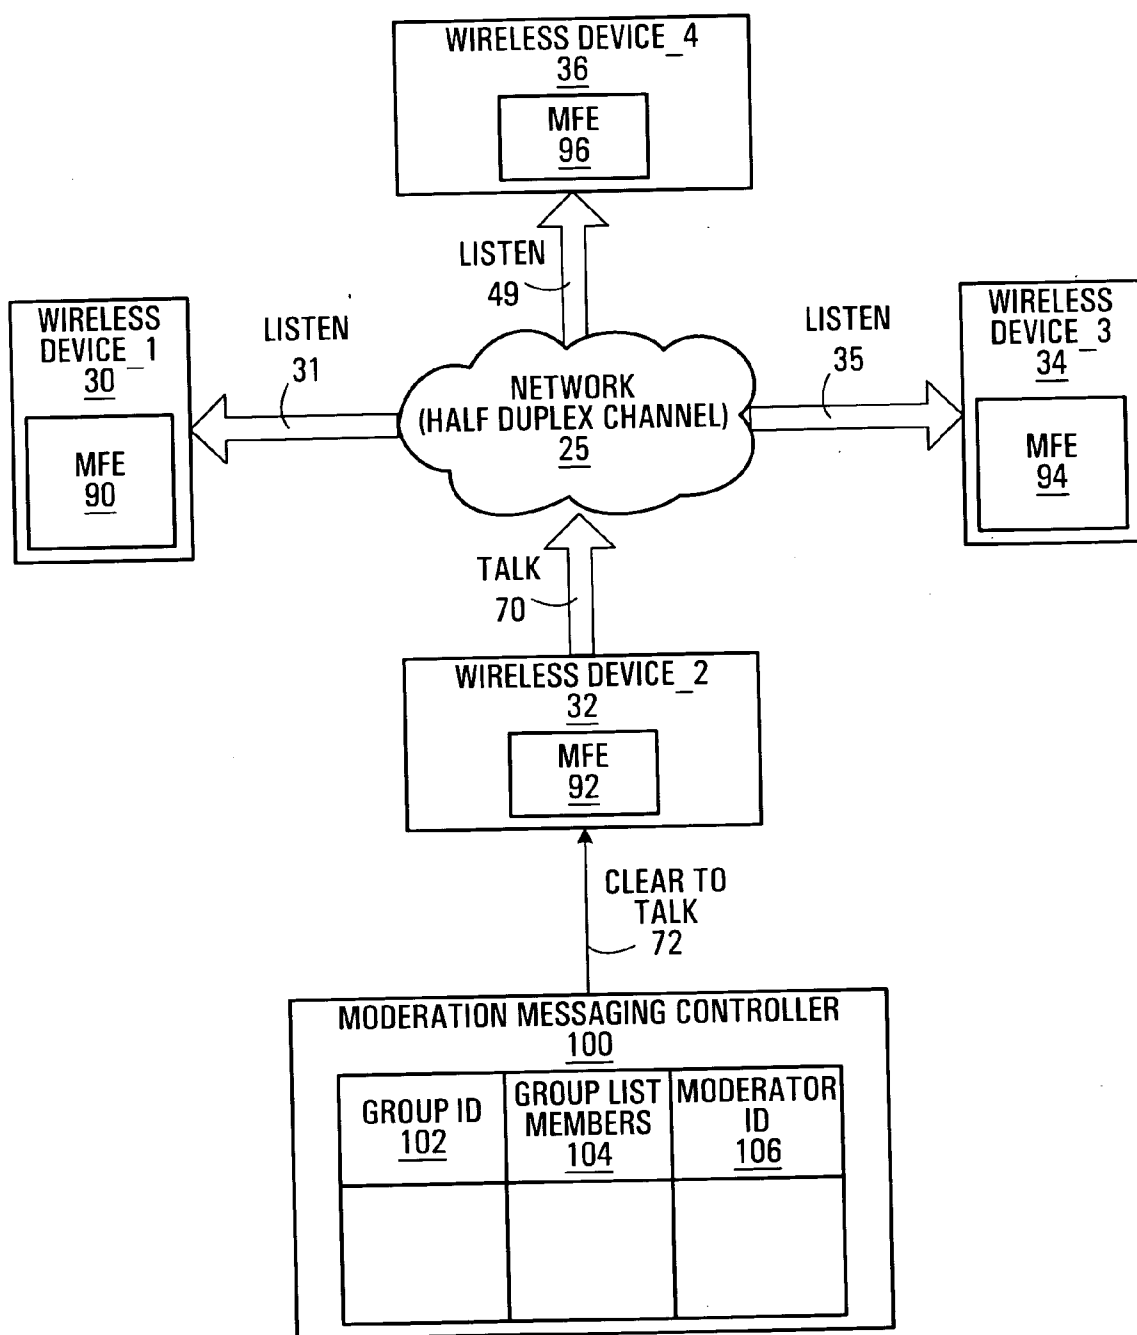 WIRELESS DEVICE_4
36
MFE
96
LISTEN
49
WIRELESS
DEVICE_1
30
MFE
90
LISTEN
31
NETWORK
(HALF DUPLEX CHANNEL)
25
LISTEN
35
WIRELESS
DEVICE_3
34
MFE
94
TALK
70
WIRELESS DEVICE_2
32
MFE
92
CLEAR TO
TALK
72
MODERATION MESSAGING CONTROLLER
100
GROUP ID
102
GROUP LIST
MEMBERS
104
MODERATOR
ID
106